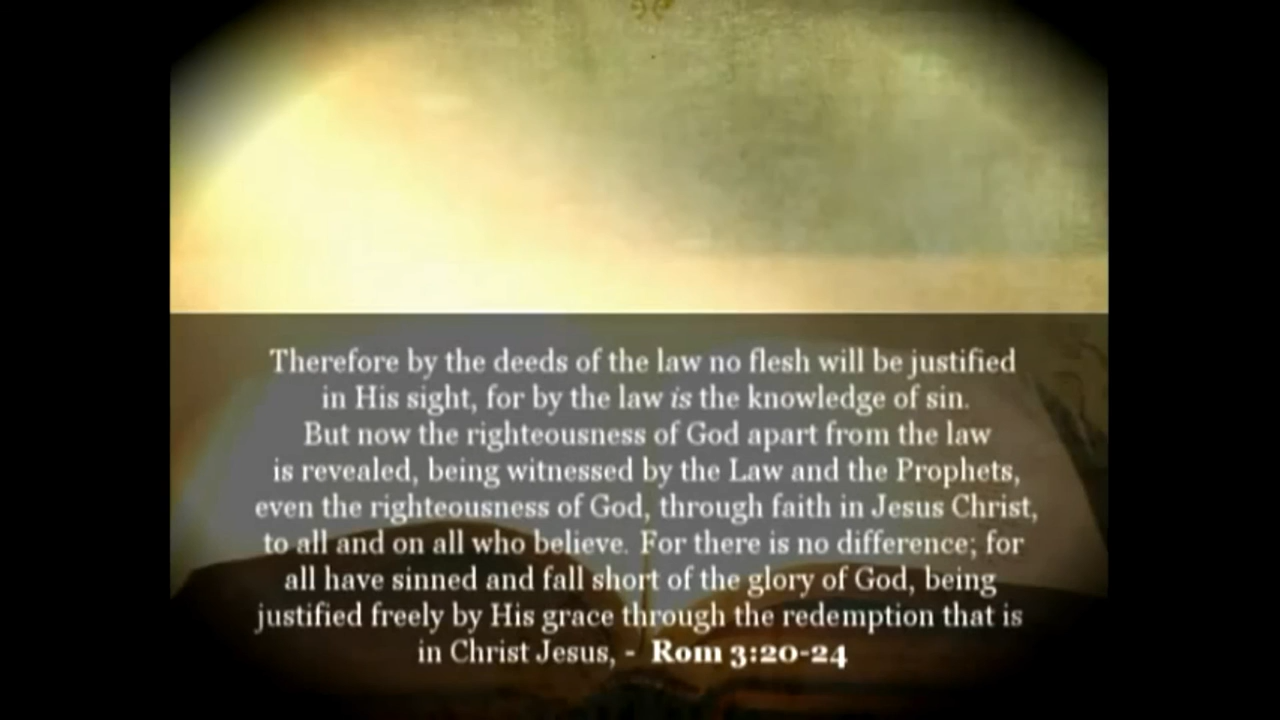 Therefore by the deeds of the law no flesh will be justified
in His sight, for by the law is the knowledge of sin.
But now the righteousness of God apart from the law
is revealed, being witnessed by the Law and the Prophets,
even the righteousness of God, through faith in Jesus Christ,
to all and on all who believe. For there is no difference; for
all have sinned and fall short of the glory of God, being
justified freely by His grace through the redemption that is
in Christ Jesus, - Rom 3:20-24